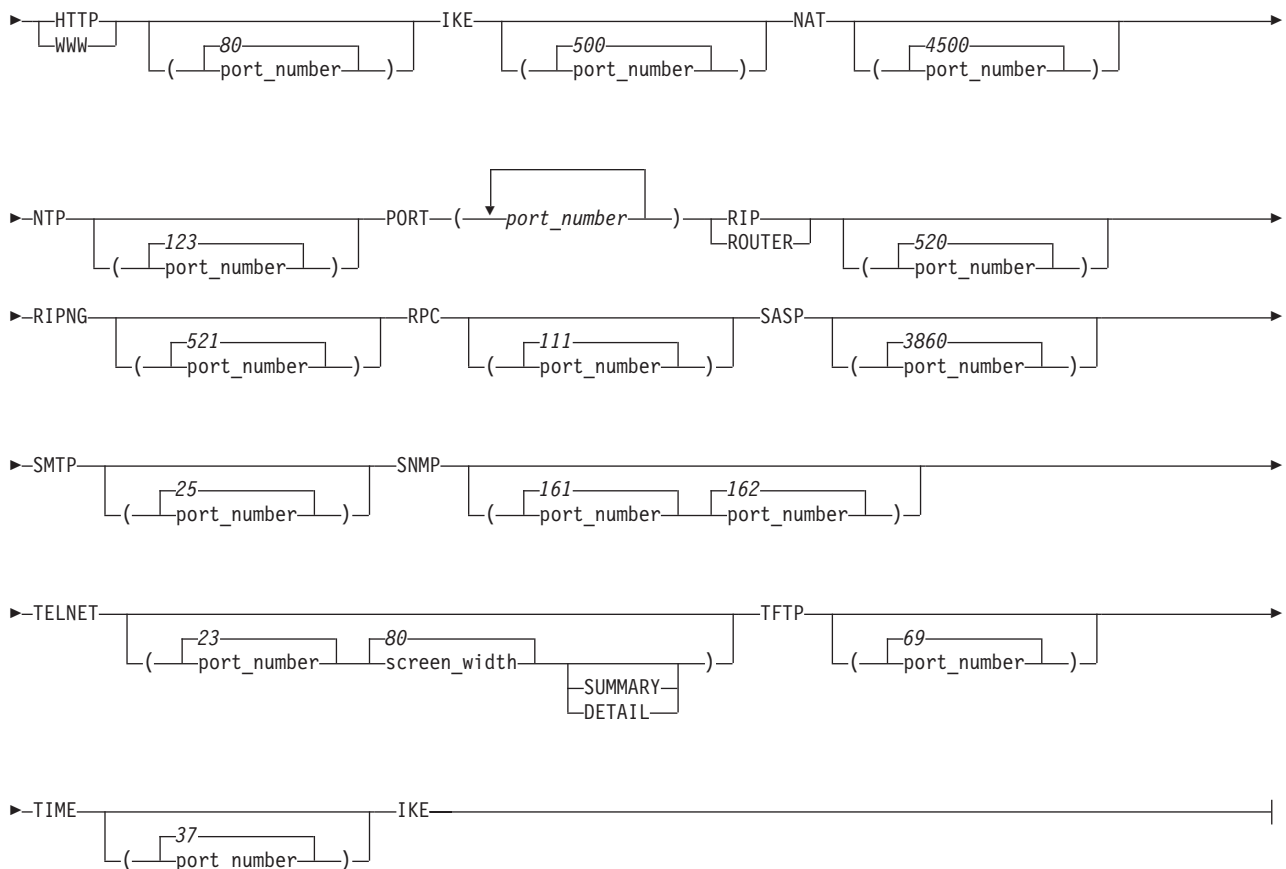 HTTP IKE NAT
WWW 80 500 4500
( port_number ) ( port_number ) ( port_number )
NTP PORT ( port_number ) RIP
123 ROUTER 520
( port_number ) ( port_number )
RIPNG RPC SASP
521 111 3860
( port_number ) ( port_number ) ( port_number )
SMTP SNMP
25 161 162
( port_number ) ( port_number port_number )
TELNET TFTP
23 80 69
( port_number screen_width ) ( port_number )
SUMMARY
DETAIL
TIME IKE
37
( port_number )